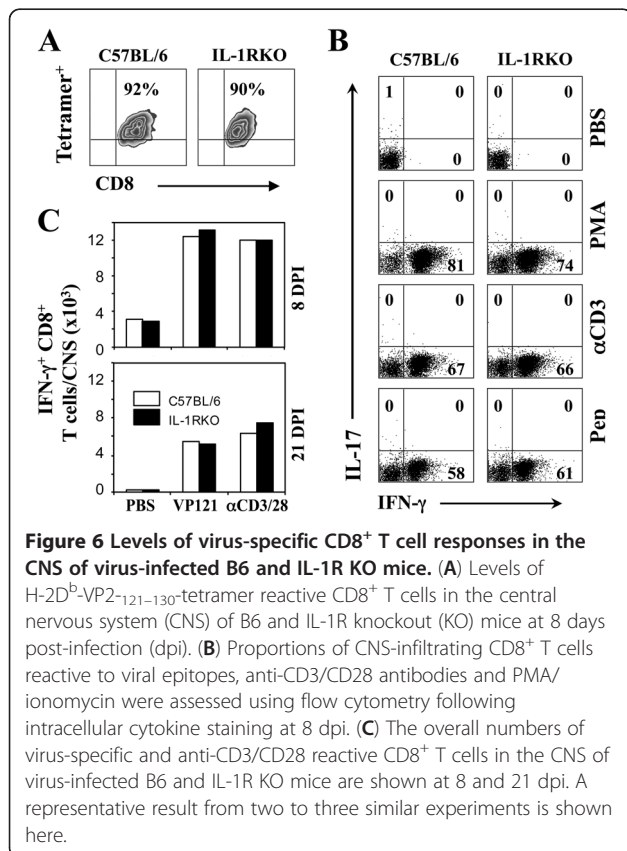 A
C57BL/6 IL-1RKO
92% 90%
Tetramer⁺
CD8
B
C57BL/6 IL-1RKO
1 0 0 0
0 0
PBS
0 0 0 0
81 74
PMA
0 0 0 0
67 66
αCD3
0 0 0 0
58 61
Pep
IL-17
IFN-γ
C
IFN-γ⁺ CD8⁺
T cells/CNS (x10³)
12
8
4
0
8 DPI
12
8
4
0
C57BL/6
IL-1RKO
21 DPI
PBS VP121 αCD3/28
Figure 6 Levels of virus-specific CD8⁺ T cell responses in the
CNS of virus-infected B6 and IL-1R KO mice. (A) Levels of
H-2Dᵇ-VP2-₁₂₁₋₁₃₀-tetramer reactive CD8⁺ T cells in the central
nervous system (CNS) of B6 and IL-1R knockout (KO) mice at 8 days
post-infection (dpi). (B) Proportions of CNS-infiltrating CD8⁺ T cells
reactive to viral epitopes, anti-CD3/CD28 antibodies and PMA/
ionomycin were assessed using flow cytometry following
intracellular cytokine staining at 8 dpi. (C) The overall numbers of
virus-specific and anti-CD3/CD28 reactive CD8⁺ T cells in the CNS of
virus-infected B6 and IL-1R KO mice are shown at 8 and 21 dpi. A
representative result from two to three similar experiments is shown
here.